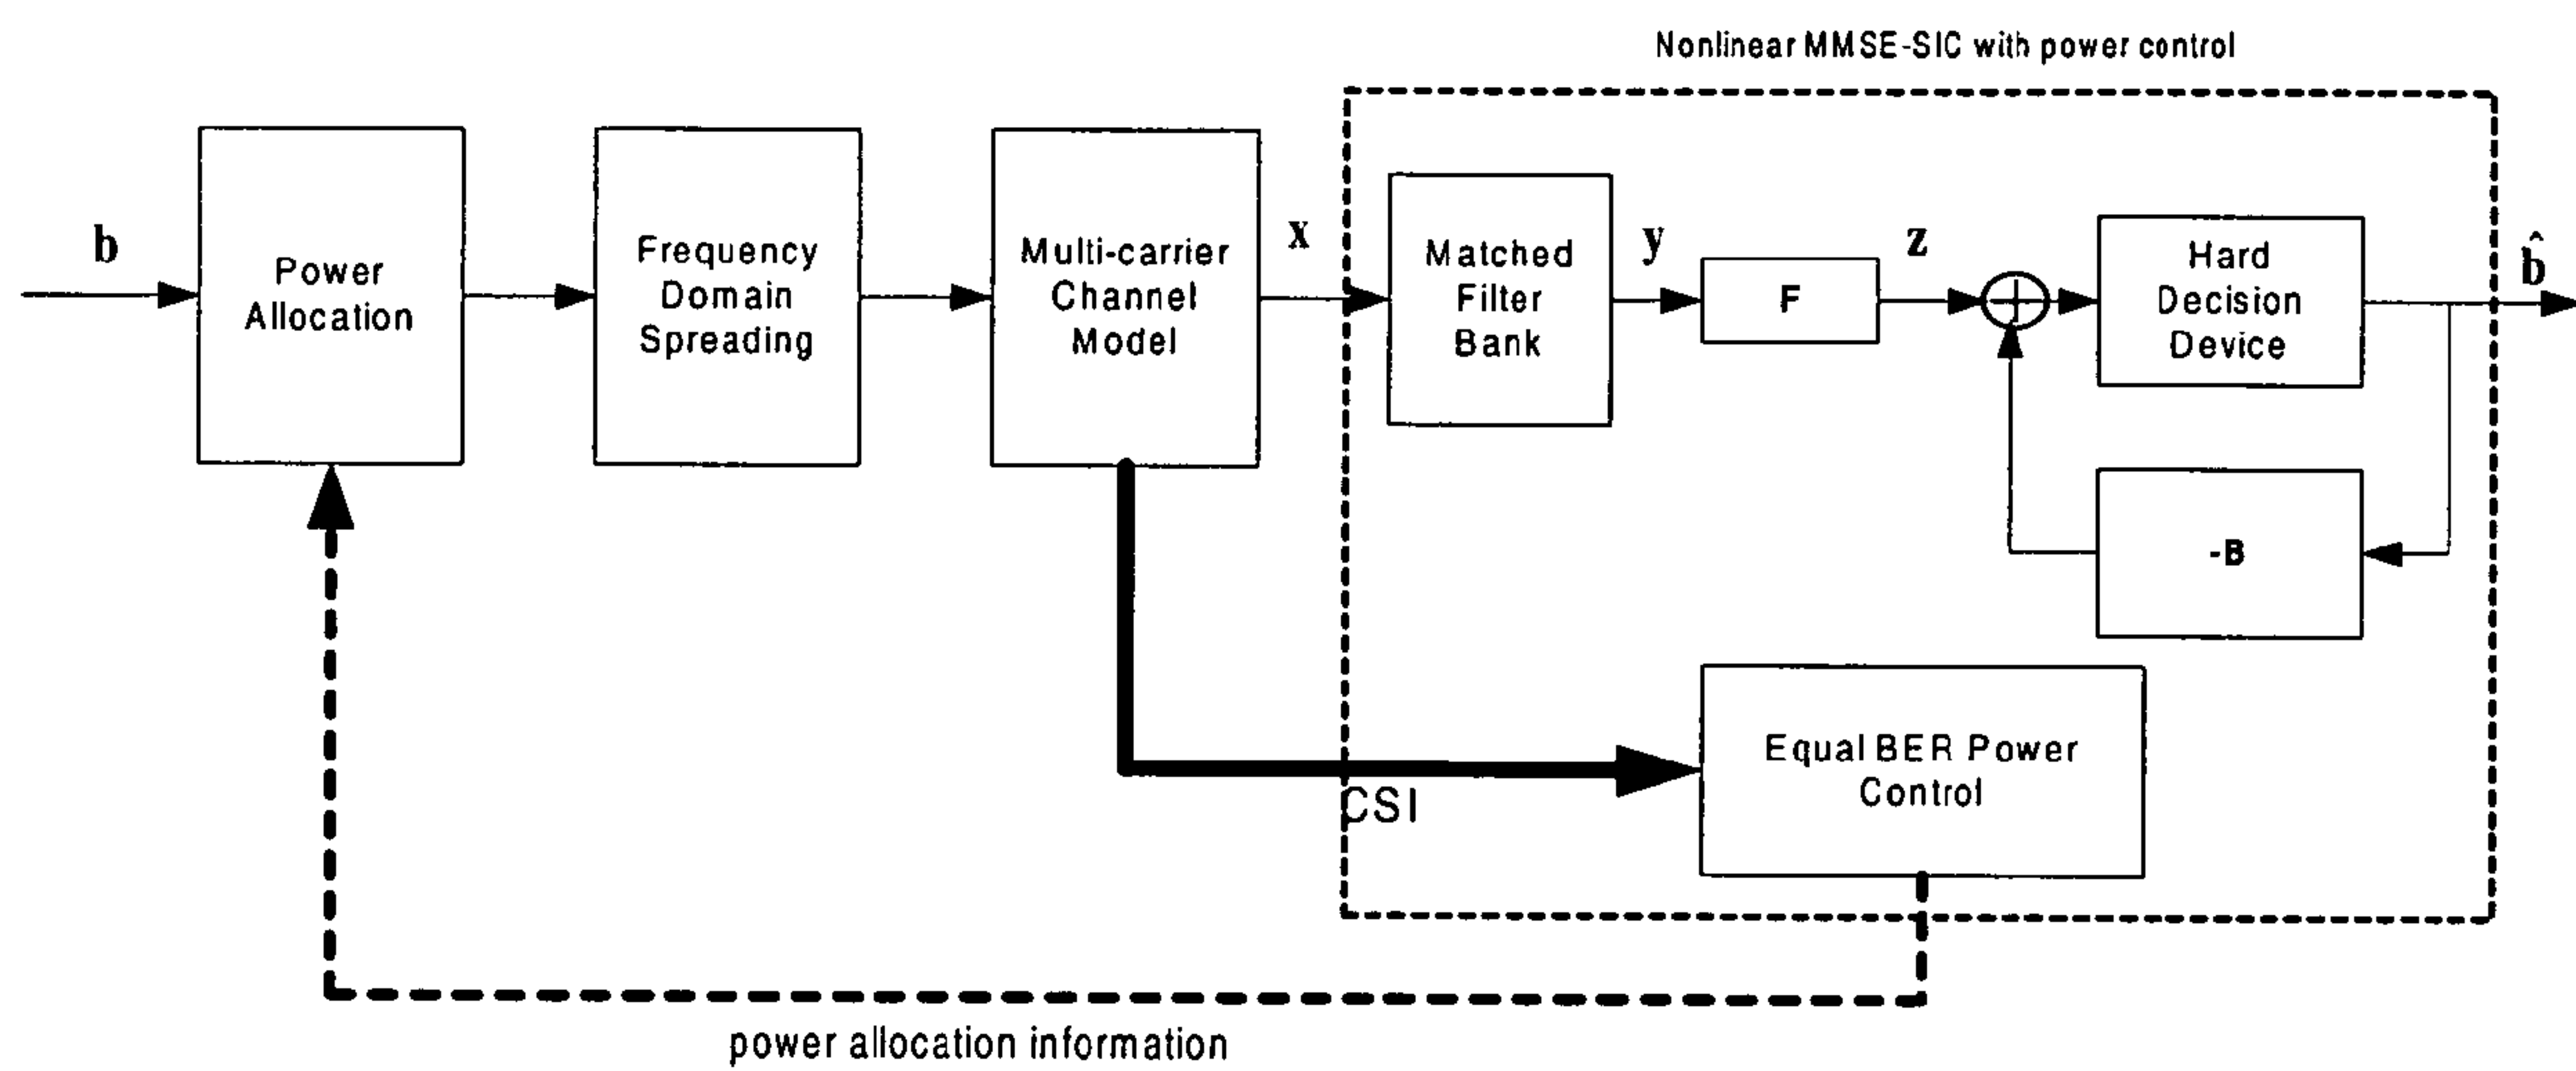 Nonlinear MMSE-SIC with power control
b
Power
Allocation
Frequency
Domain
Spreading
Multi-carrier
Channel
Model
x
Matched
Filter
Bank
y
F
z
Hard
Decision
Device
b̂
-B
Equal BER Power
Control
CSI
power allocation information